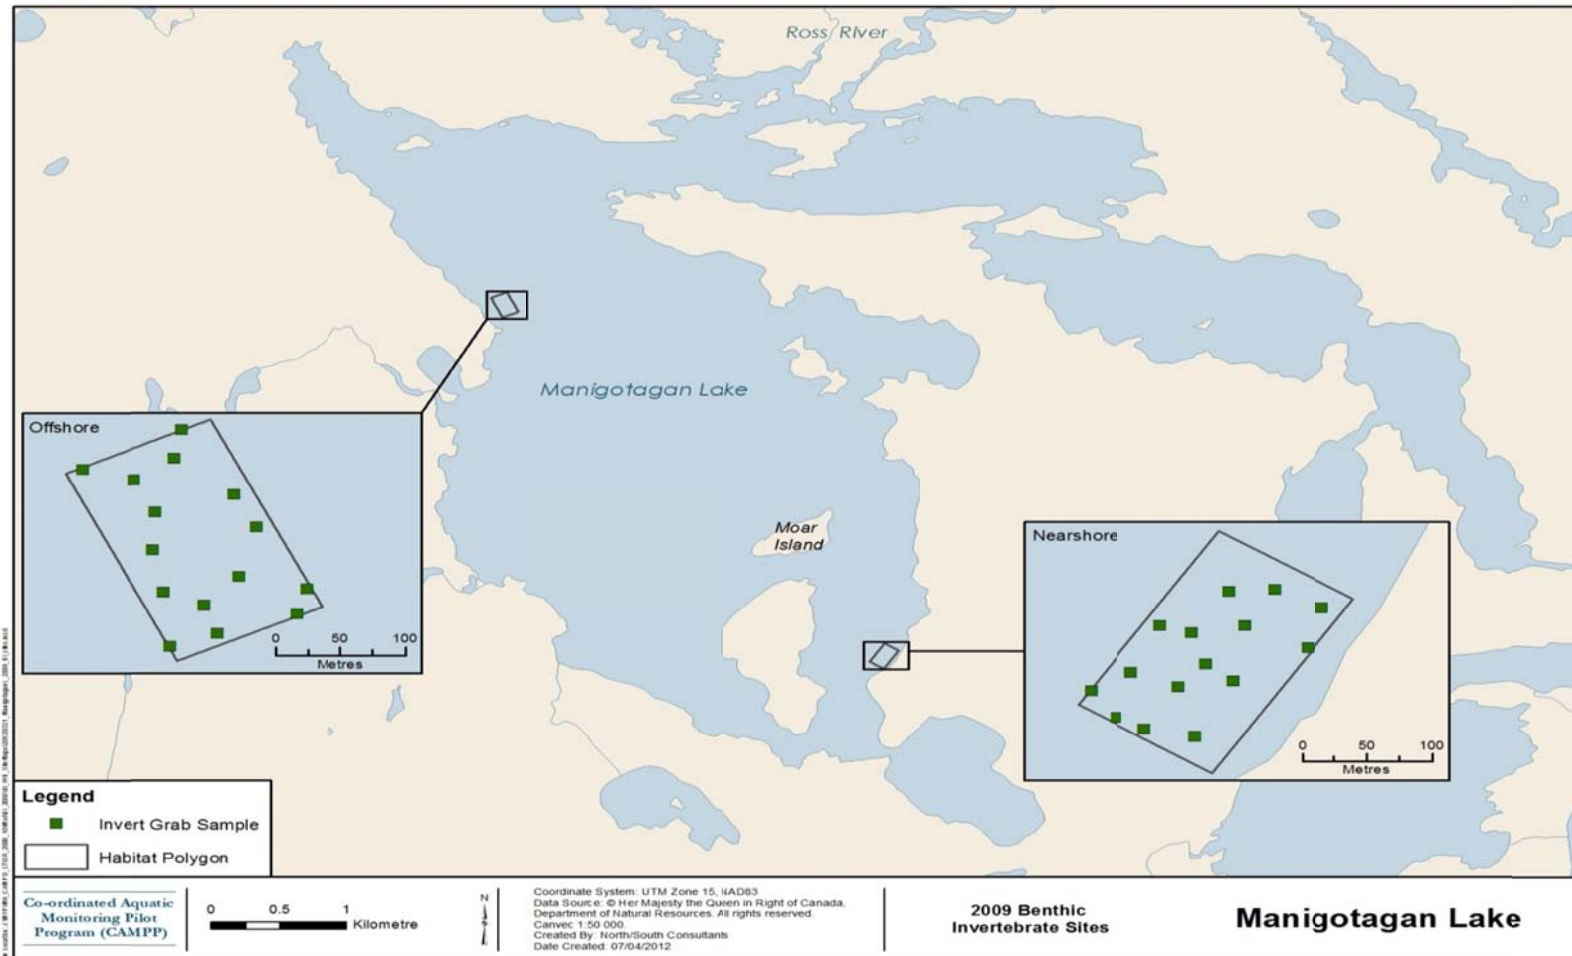 Ross River
Manigotagan Lake
Offshore
0 50 100
Metres
Moar
Island
Nearshore
0 50 100
Metres
Legend
Invert Grab Sample
Habitat Polygon
Co-ordinated Aquatic
Monitoring Pilot
Program (CAMPP)
0 0.5 1
Kilometre
N
Coordinate System: UTM Zone 15, NAD83
Data Source: © Her Majesty the Queen in Right of Canada,
Department of Natural Resources. All rights reserved.
Canvec 1:50 000.
Created By: North/South Consultants
Date Created: 07/04/2012
2009 Benthic
Invertebrate Sites
Manigotagan Lake